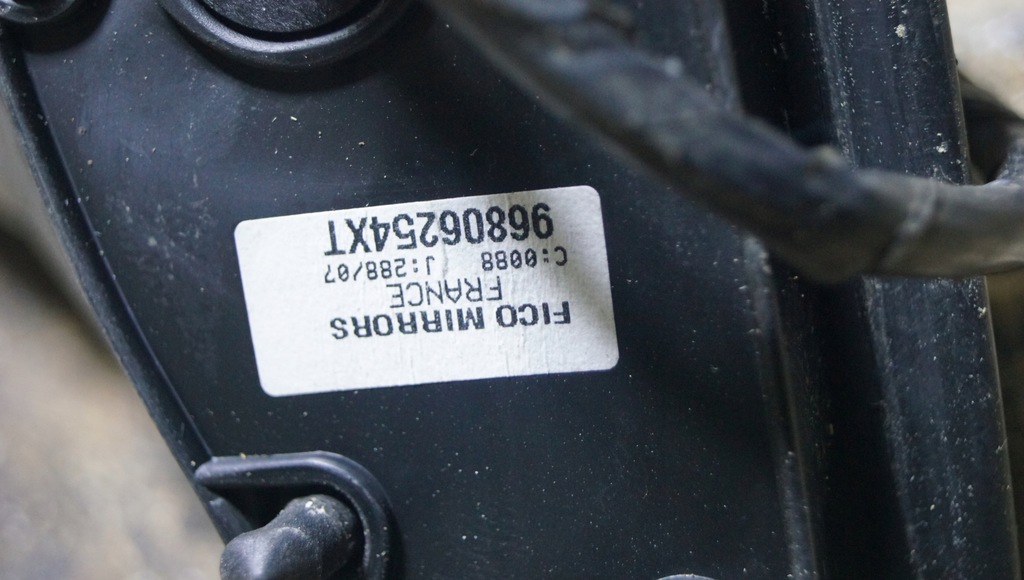 FICO MIRRORS
FRANCE
C:0088 J:288/07
96806254XT